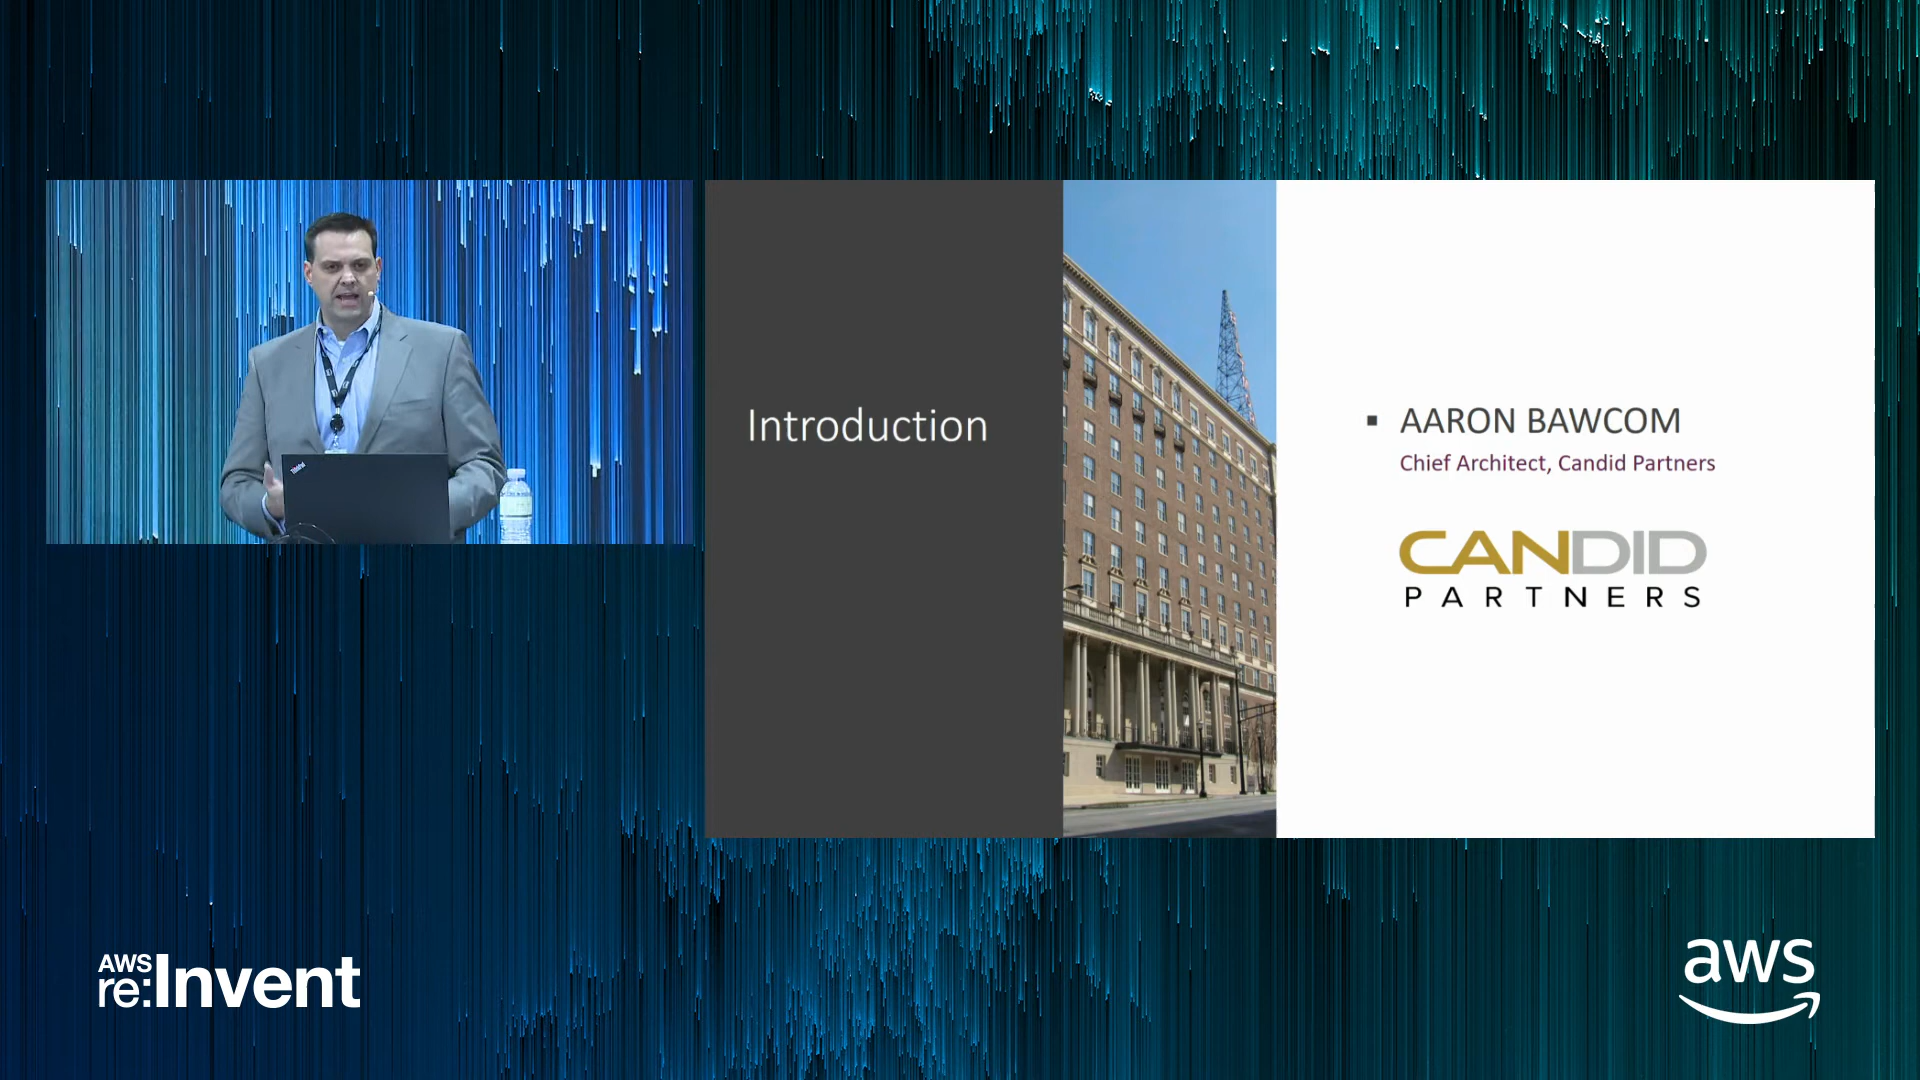 Introduction
▪ AARON BAWCOM
Chief Architect, Candid Partners
CANDID
PARTNERS
AWS
re:Invent
aws